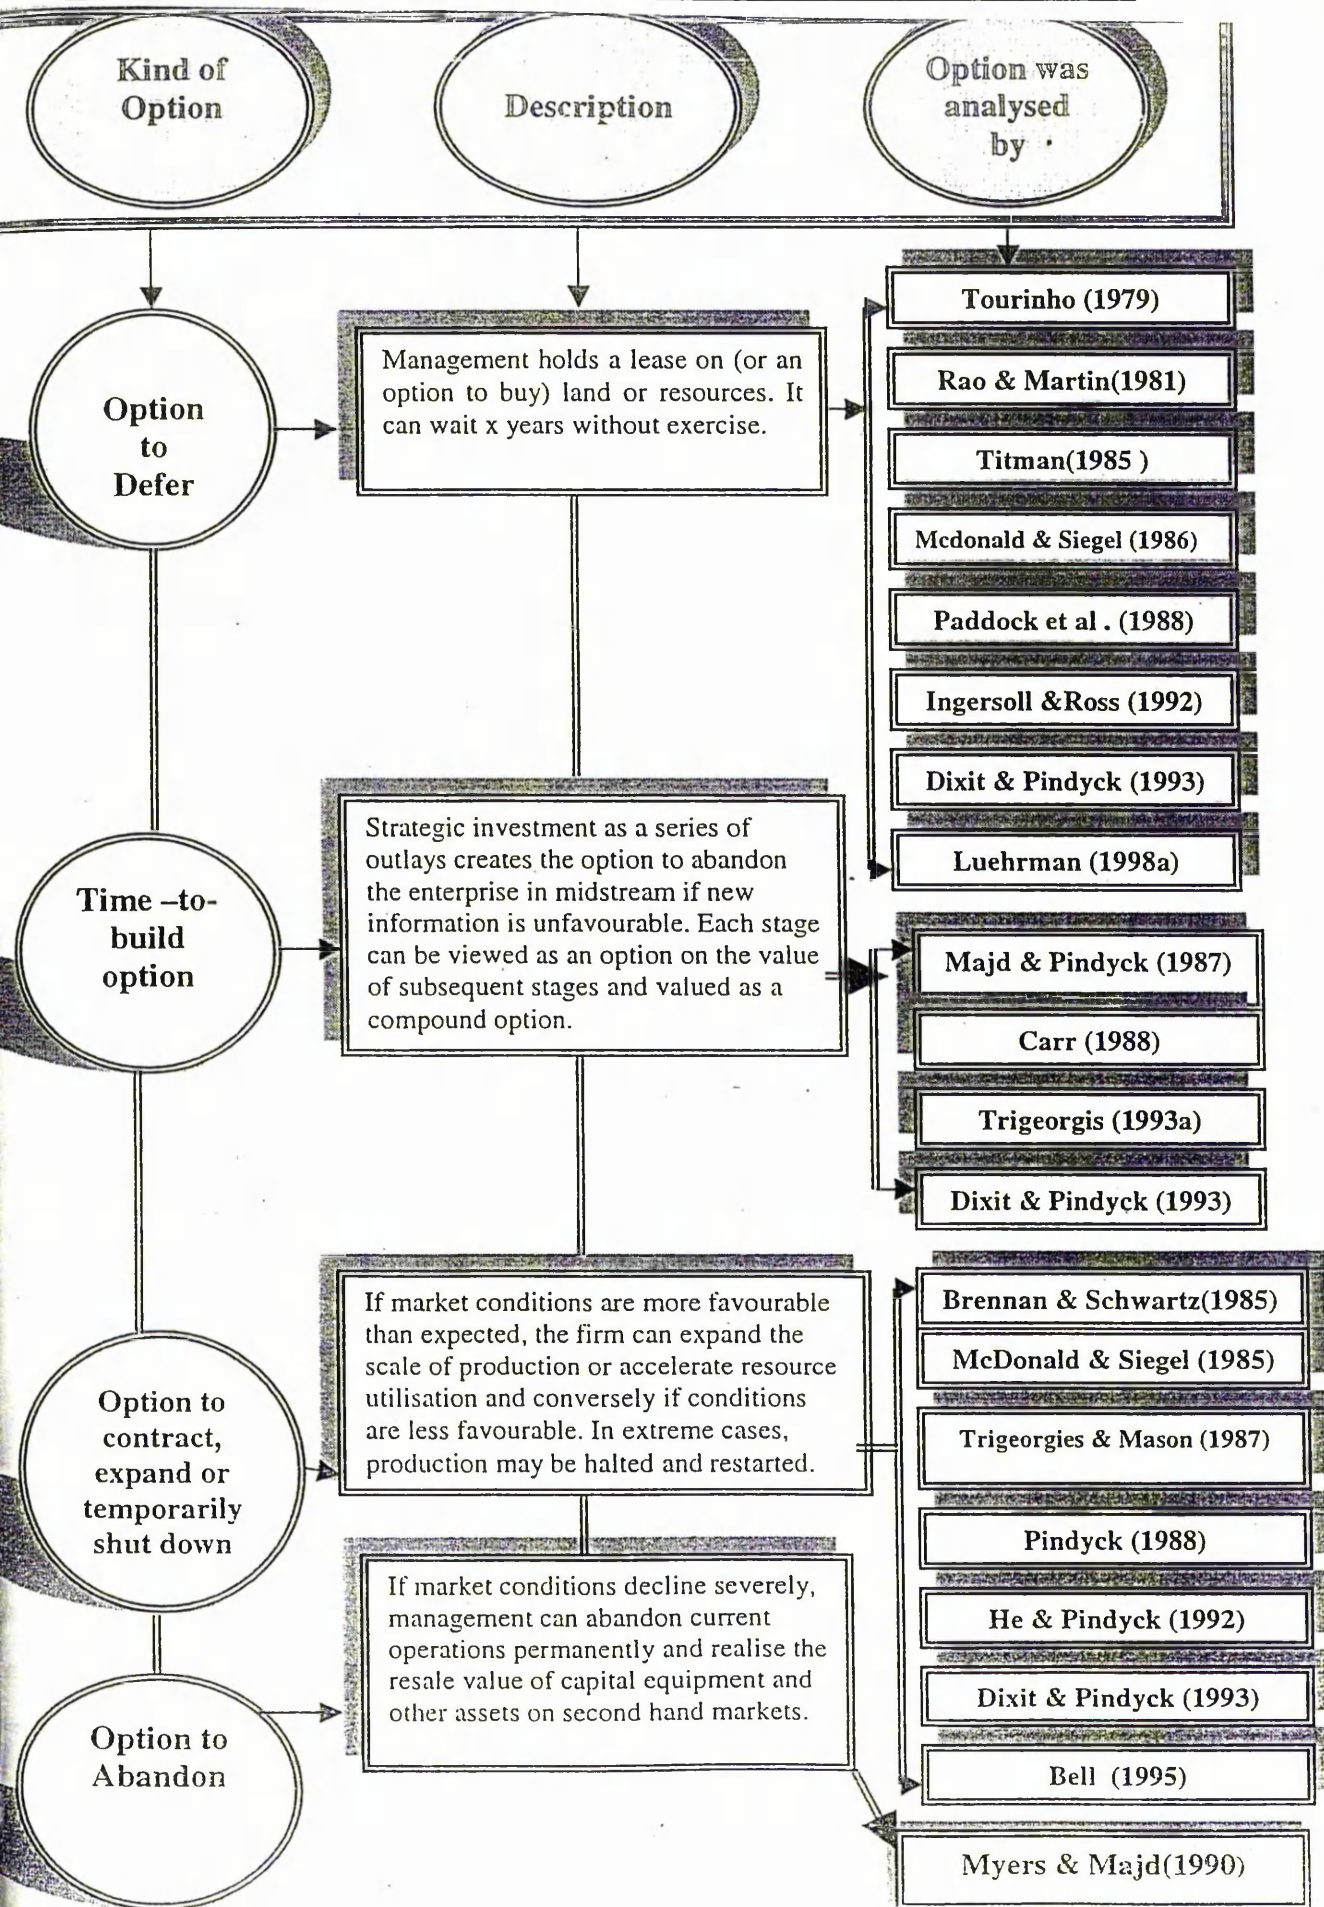 Kind of
Option
Description
Option was
analysed
by
Option
to
Defer
Management holds a lease on (or an
option to buy) land or resources. It
can wait x years without exercise.
Tourinho (1979)
Rao & Martin(1981)
Titman(1985 )
Mcdonald & Siegel (1986)
Paddock et al . (1988)
Ingersoll &Ross (1992)
Dixit & Pindyck (1993)
Luehrman (1998a)
Time –to-
build
option
Strategic investment as a series of
outlays creates the option to abandon
the enterprise in midstream if new
information is unfavourable. Each stage
can be viewed as an option on the value
of subsequent stages and valued as a
compound option.
Majd & Pindyck (1987)
Carr (1988)
Trigeorgis (1993a)
Dixit & Pindyck (1993)
Option to
contract,
expand or
temporarily
shut down
If market conditions are more favourable
than expected, the firm can expand the
scale of production or accelerate resource
utilisation and conversely if conditions
are less favourable. In extreme cases,
production may be halted and restarted.
Brennan & Schwartz(1985)
McDonald & Siegel (1985)
Trigeorgies & Mason (1987)
Pindyck (1988)
He & Pindyck (1992)
Dixit & Pindyck (1993)
Bell (1995)
Option to
Abandon
If market conditions decline severely,
management can abandon current
operations permanently and realise the
resale value of capital equipment and
other assets on second hand markets.
Myers & Majd(1990)